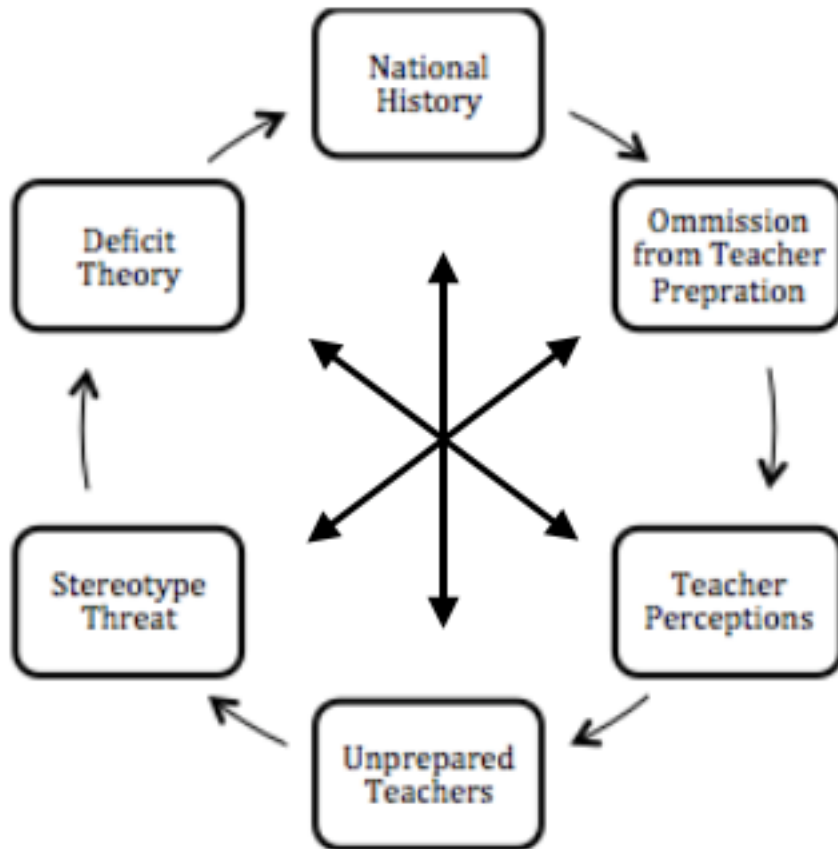 National
History
Ommission
from Teacher
Prepration
Teacher
Perceptions
Unprepared
Teachers
Stereotype
Threat
Deficit
Theory